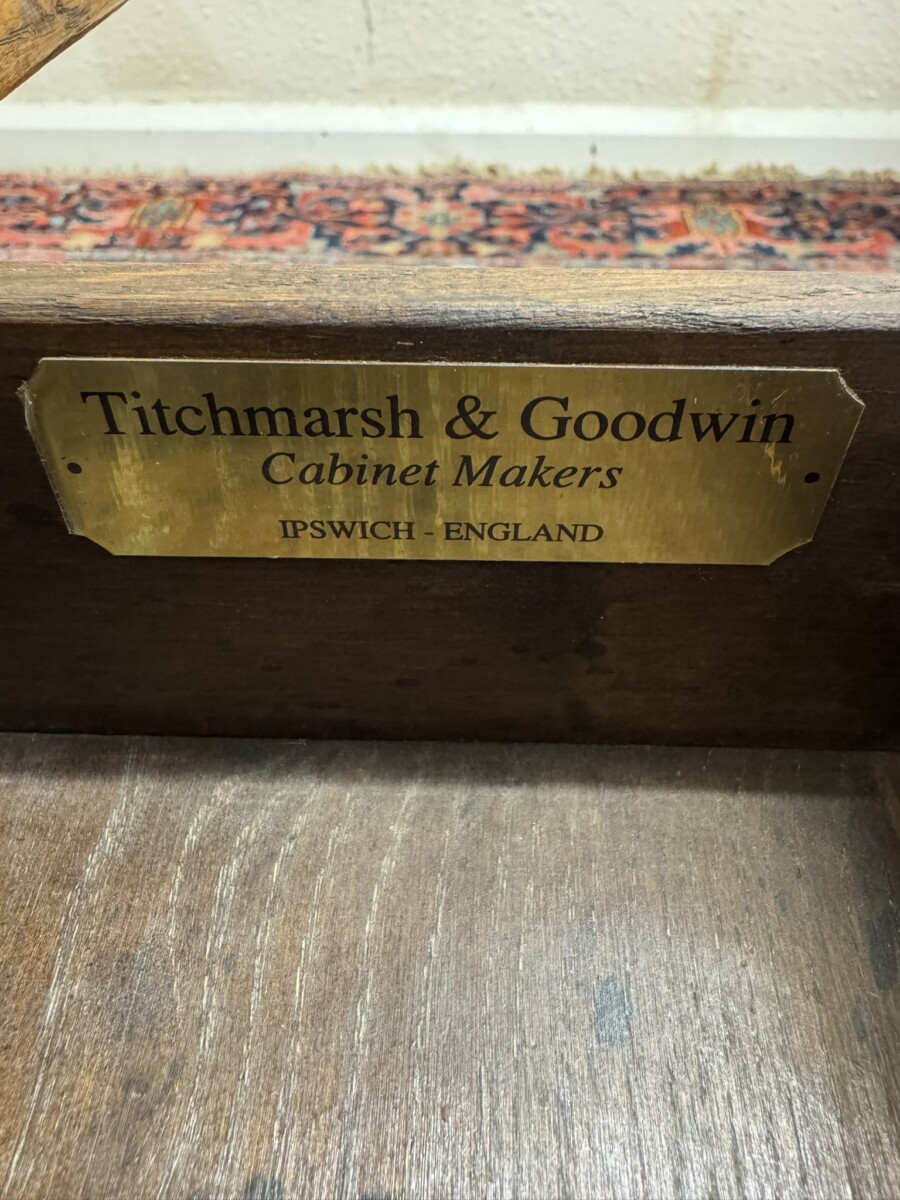 Titchmarsh & Goodwin
Cabinet Makers
IPSWICH - ENGLAND